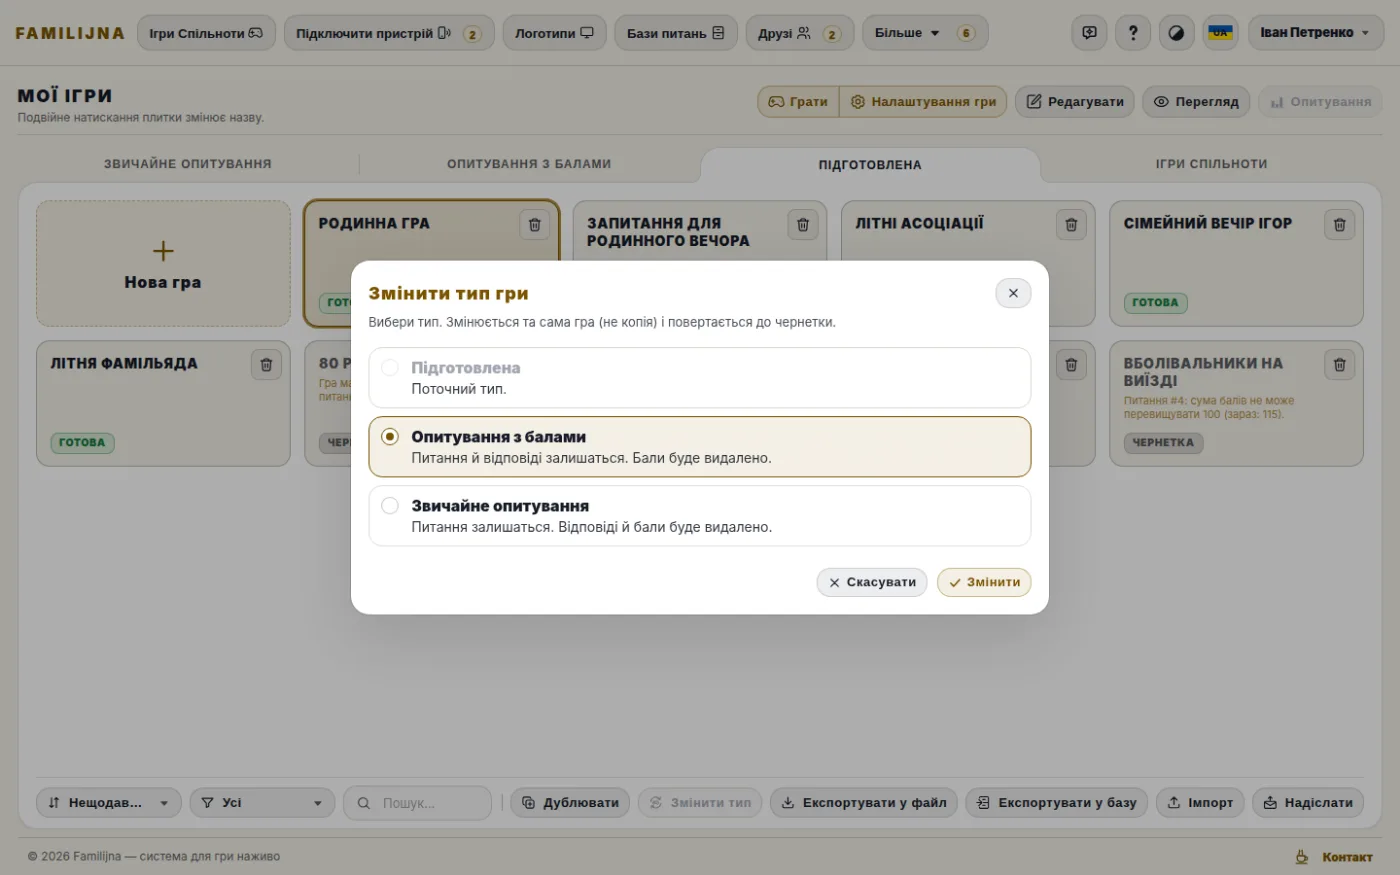 FAMILIJNA
Ігри Спільноти
Підключити пристрій 2
Логотипи
Бази питань
Друзі 2
Більше 6
?
UA
Іван Петренко
МОЇ ІГРИ
Подвійне натискання плитки змінює назву.
Грати
Налаштування гри
Редагувати
Перегляд
Опитування
ЗВИЧАЙНЕ ОПИТУВАННЯ
ОПИТУВАННЯ З БАЛАМИ
ПІДГОТОВЛЕНА
ІГРИ СПІЛЬНОТИ
Нова гра
РОДИННА ГРА
ЗАПИТАННЯ ДЛЯ
РОДИННОГО ВЕЧОРА
ЛІТНІ АСОЦІАЦІЇ
СІМЕЙНИЙ ВЕЧІР ІГОР
ГОТОВА
Змінити тип гри
Вибери тип. Змінюється та сама гра (не копія) і повертається до чернетки.
Підготовлена
Поточний тип.
Опитування з балами
Питання й відповіді залишаться. Бали буде видалено.
Звичайне опитування
Питання залишаться. Відповіді й бали буде видалено.
Скасувати
Змінити
ЛІТНЯ ФАМІЛЬЯДА
ГОТОВА
80
Гра
ВБОЛІВАЛЬНИКИ НА
ВИЇЗДІ
Питання #4: сума балів не може
перевищувати 100 (зараз: 115).
ЧЕРНЕТКА
Нещодав...
Усі
Пошук...
Дублювати
Змінити тип
Експортувати у файл
Експортувати у базу
Імпорт
Надіслати
© 2026 Familijna — система для гри наживо
Контакт